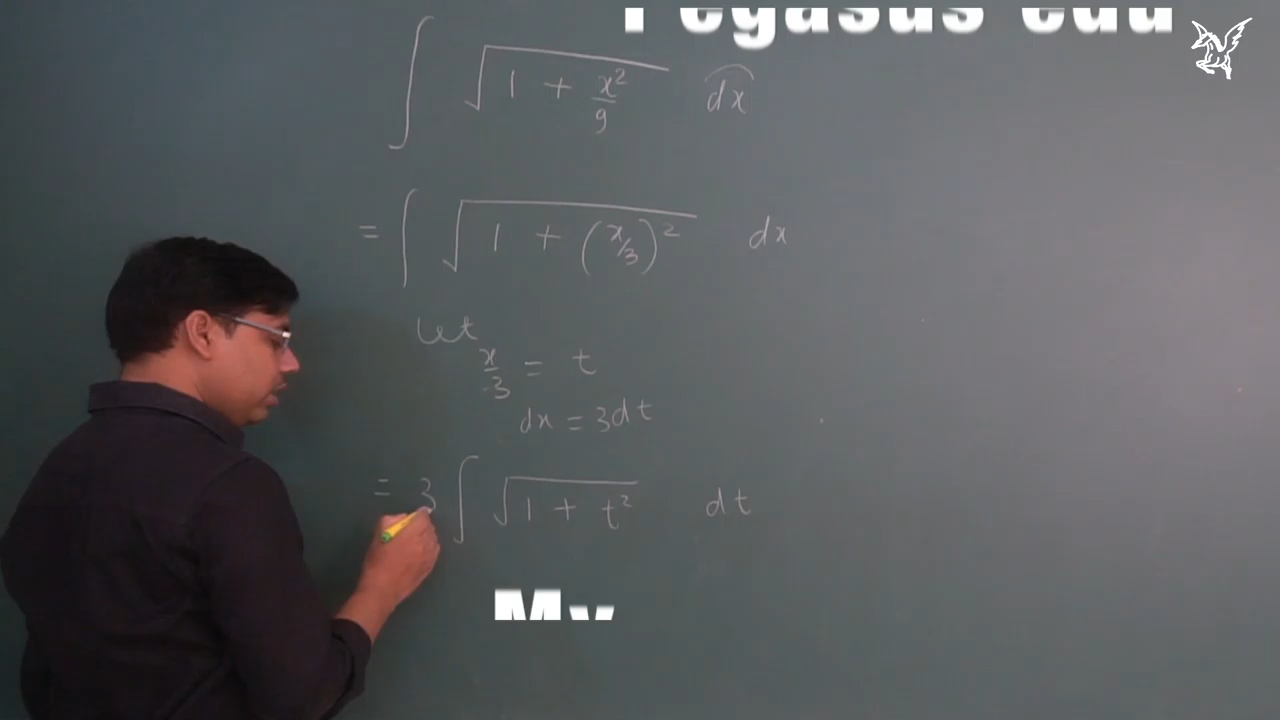 Pegasus edu
∫ √(1 + x²/9) dx
= ∫ √(1 + (x/3)²) dx
Let
x/3 = t
dx = 3dt
= 3 ∫ √(1 + t²) dt